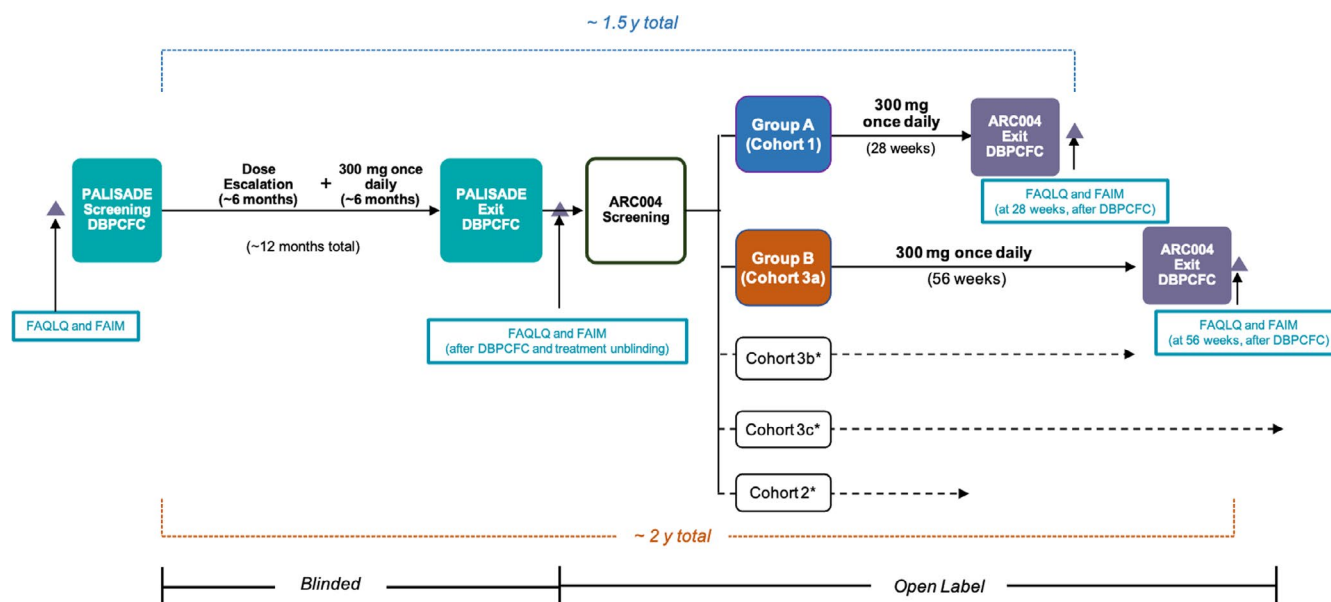 ~ 1.5 y total
PALISADE
Screening
DBPCFC
Dose
Escalation
(~6 months)
+
300 mg once
daily
(~6 months)
(~12 months total)
PALISADE
Exit
DBPCFC
ARC004
Screening
Group A
(Cohort 1)
300 mg
once daily
(28 weeks)
ARC004
Exit
DBPCFC
FAQLQ and FAIM
(at 28 weeks, after DBPCFC)
Group B
(Cohort 3a)
300 mg once daily
(56 weeks)
ARC004
Exit
DBPCFC
FAQLQ and FAIM
(at 56 weeks, after DBPCFC)
FAQLQ and FAIM
FAQLQ and FAIM
(after DBPCFC and treatment unblinding)
Cohort 3b*
Cohort 3c*
Cohort 2*
~ 2 y total
Blinded
Open Label